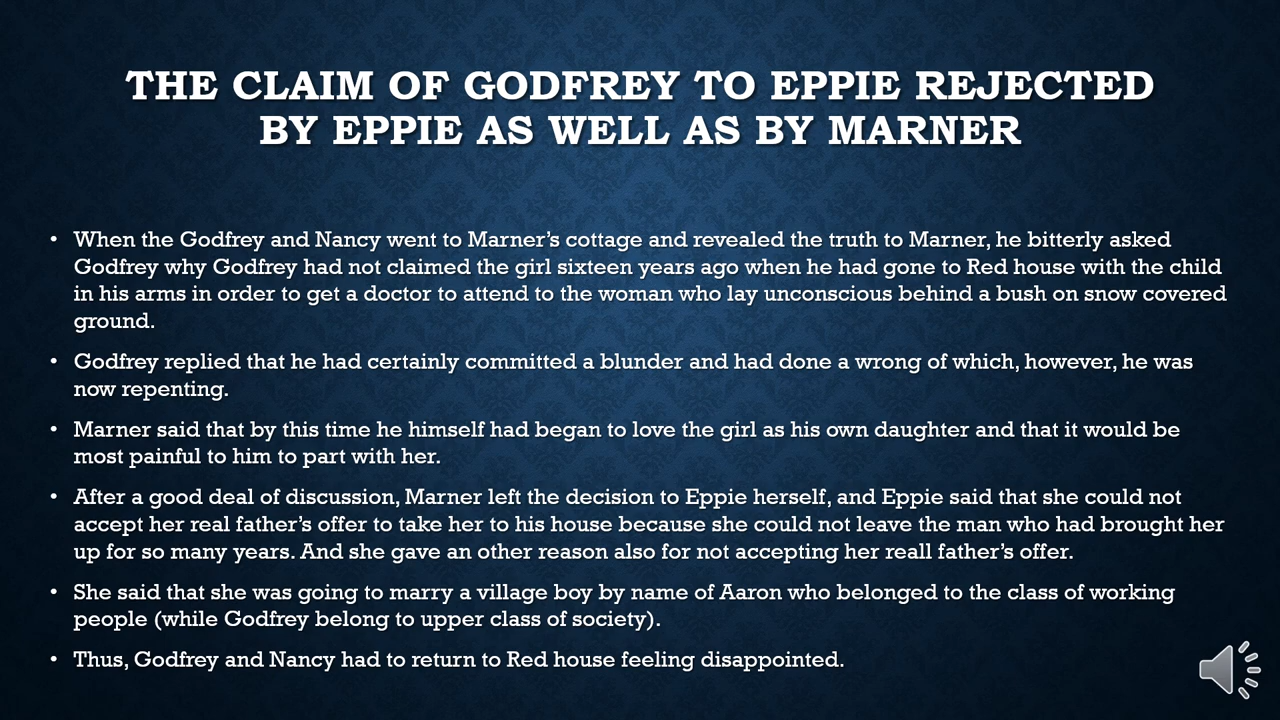 THE CLAIM OF GODFREY TO EPPIE REJECTED
BY EPPIE AS WELL AS BY MARNER
• When the Godfrey and Nancy went to Marner’s cottage and revealed the truth to Marner, he bitterly asked
Godfrey why Godfrey had not claimed the girl sixteen years ago when he had gone to Red house with the child
in his arms in order to get a doctor to attend to the woman who lay unconscious behind a bush on snow covered
ground.
• Godfrey replied that he had certainly committed a blunder and had done a wrong of which, however, he was
now repenting.
• Marner said that by this time he himself had began to love the girl as his own daughter and that it would be
most painful to him to part with her.
• After a good deal of discussion, Marner left the decision to Eppie herself, and Eppie said that she could not
accept her real father’s offer to take her to his house because she could not leave the man who had brought her
up for so many years. And she gave an other reason also for not accepting her reall father’s offer.
• She said that she was going to marry a village boy by name of Aaron who belonged to the class of working
people (while Godfrey belong to upper class of society).
• Thus, Godfrey and Nancy had to return to Red house feeling disappointed.